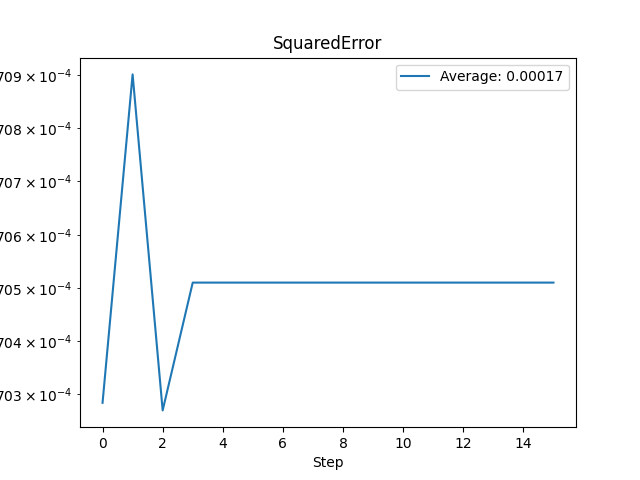 SquaredError
Average: 0.00017
709 × 10⁻⁴
708 × 10⁻⁴
707 × 10⁻⁴
706 × 10⁻⁴
705 × 10⁻⁴
704 × 10⁻⁴
703 × 10⁻⁴
0 2 4 6 8 10 12 14
Step